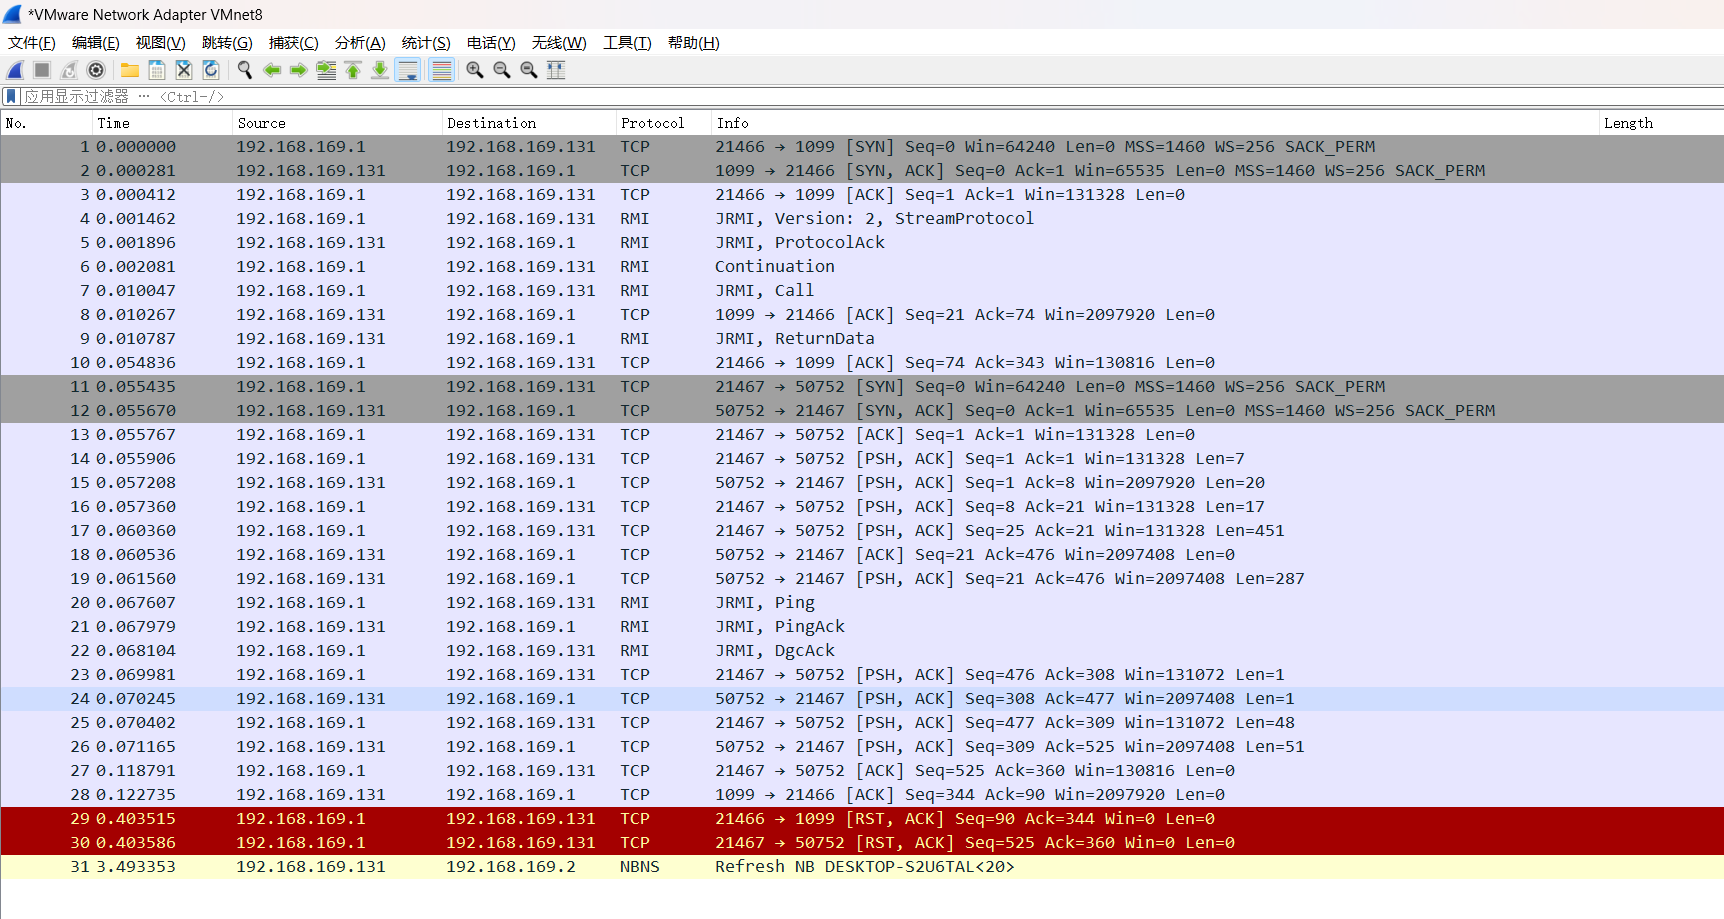 *VMware Network Adapter VMnet8
文件(F) 编辑(E) 视图(V) 跳转(G) 捕获(C) 分析(A) 统计(S) 电话(Y) 无线(W) 工具(T) 帮助(H)
应用显示过滤器 … <Ctrl-/>
No. Time Source Destination Protocol Info Length
1 0.000000 192.168.169.1 192.168.169.131 TCP 21466 → 1099 [SYN] Seq=0 Win=64240 Len=0 MSS=1460 WS=256 SACK_PERM
2 0.000281 192.168.169.131 192.168.169.1 TCP 1099 → 21466 [SYN, ACK] Seq=0 Ack=1 Win=65535 Len=0 MSS=1460 WS=256 SACK_PERM
3 0.000412 192.168.169.1 192.168.169.131 TCP 21466 → 1099 [ACK] Seq=1 Ack=1 Win=131328 Len=0
4 0.001462 192.168.169.1 192.168.169.131 RMI JRMI, Version: 2, StreamProtocol
5 0.001896 192.168.169.131 192.168.169.1 RMI JRMI, ProtocolAck
6 0.002081 192.168.169.1 192.168.169.131 RMI Continuation
7 0.010047 192.168.169.1 192.168.169.131 RMI JRMI, Call
8 0.010267 192.168.169.131 192.168.169.1 TCP 1099 → 21466 [ACK] Seq=21 Ack=74 Win=2097920 Len=0
9 0.010787 192.168.169.131 192.168.169.1 RMI JRMI, ReturnData
10 0.054836 192.168.169.1 192.168.169.131 TCP 21466 → 1099 [ACK] Seq=74 Ack=343 Win=130816 Len=0
11 0.055435 192.168.169.1 192.168.169.131 TCP 21467 → 50752 [SYN] Seq=0 Win=64240 Len=0 MSS=1460 WS=256 SACK_PERM
12 0.055670 192.168.169.131 192.168.169.1 TCP 50752 → 21467 [SYN, ACK] Seq=0 Ack=1 Win=65535 Len=0 MSS=1460 WS=256 SACK_PERM
13 0.055767 192.168.169.1 192.168.169.131 TCP 21467 → 50752 [ACK] Seq=1 Ack=1 Win=131328 Len=0
14 0.055906 192.168.169.1 192.168.169.131 TCP 21467 → 50752 [PSH, ACK] Seq=1 Ack=1 Win=131328 Len=7
15 0.057208 192.168.169.131 192.168.169.1 TCP 50752 → 21467 [PSH, ACK] Seq=1 Ack=8 Win=2097920 Len=20
16 0.057360 192.168.169.1 192.168.169.131 TCP 21467 → 50752 [PSH, ACK] Seq=8 Ack=21 Win=131328 Len=17
17 0.060360 192.168.169.1 192.168.169.131 TCP 21467 → 50752 [PSH, ACK] Seq=25 Ack=21 Win=131328 Len=451
18 0.060536 192.168.169.131 192.168.169.1 TCP 50752 → 21467 [ACK] Seq=21 Ack=476 Win=2097408 Len=0
19 0.061560 192.168.169.131 192.168.169.1 TCP 50752 → 21467 [PSH, ACK] Seq=21 Ack=476 Win=2097408 Len=287
20 0.067607 192.168.169.1 192.168.169.131 RMI JRMI, Ping
21 0.067979 192.168.169.131 192.168.169.1 RMI JRMI, PingAck
22 0.068104 192.168.169.1 192.168.169.131 RMI JRMI, DgcAck
23 0.069981 192.168.169.1 192.168.169.131 TCP 21467 → 50752 [PSH, ACK] Seq=476 Ack=308 Win=131072 Len=1
24 0.070245 192.168.169.131 192.168.169.1 TCP 50752 → 21467 [PSH, ACK] Seq=308 Ack=477 Win=2097408 Len=1
25 0.070402 192.168.169.1 192.168.169.131 TCP 21467 → 50752 [PSH, ACK] Seq=477 Ack=309 Win=131072 Len=48
26 0.071165 192.168.169.131 192.168.169.1 TCP 50752 → 21467 [PSH, ACK] Seq=309 Ack=525 Win=2097408 Len=51
27 0.118791 192.168.169.1 192.168.169.131 TCP 21467 → 50752 [ACK] Seq=525 Ack=360 Win=130816 Len=0
28 0.122735 192.168.169.131 192.168.169.1 TCP 1099 → 21466 [ACK] Seq=344 Ack=90 Win=2097920 Len=0
29 0.403515 192.168.169.1 192.168.169.131 TCP 21466 → 1099 [RST, ACK] Seq=90 Ack=344 Win=0 Len=0
30 0.403586 192.168.169.1 192.168.169.131 TCP 21467 → 50752 [RST, ACK] Seq=525 Ack=360 Win=0 Len=0
31 3.493353 192.168.169.131 192.168.169.2 NBNS Refresh NB DESKTOP-S2U6TAL<20>